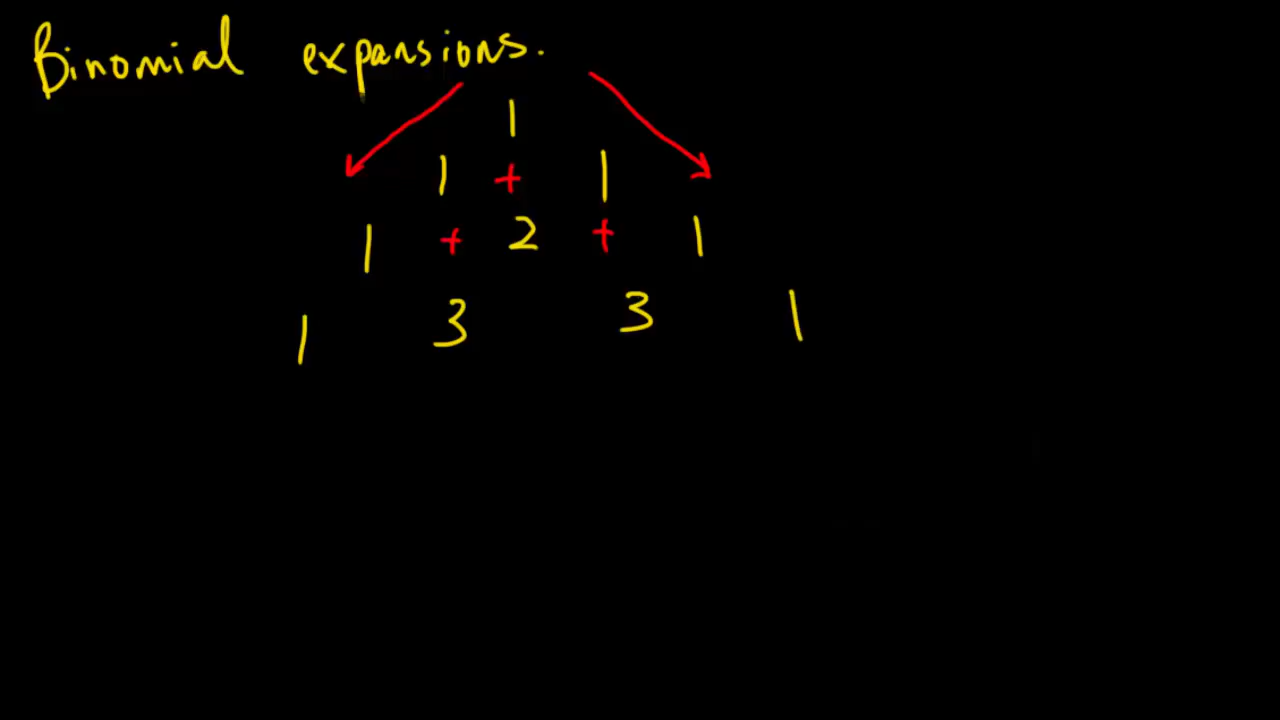 Binomial expansions.
1
1 + 1
1 + 2 + 1
1 3 3 1